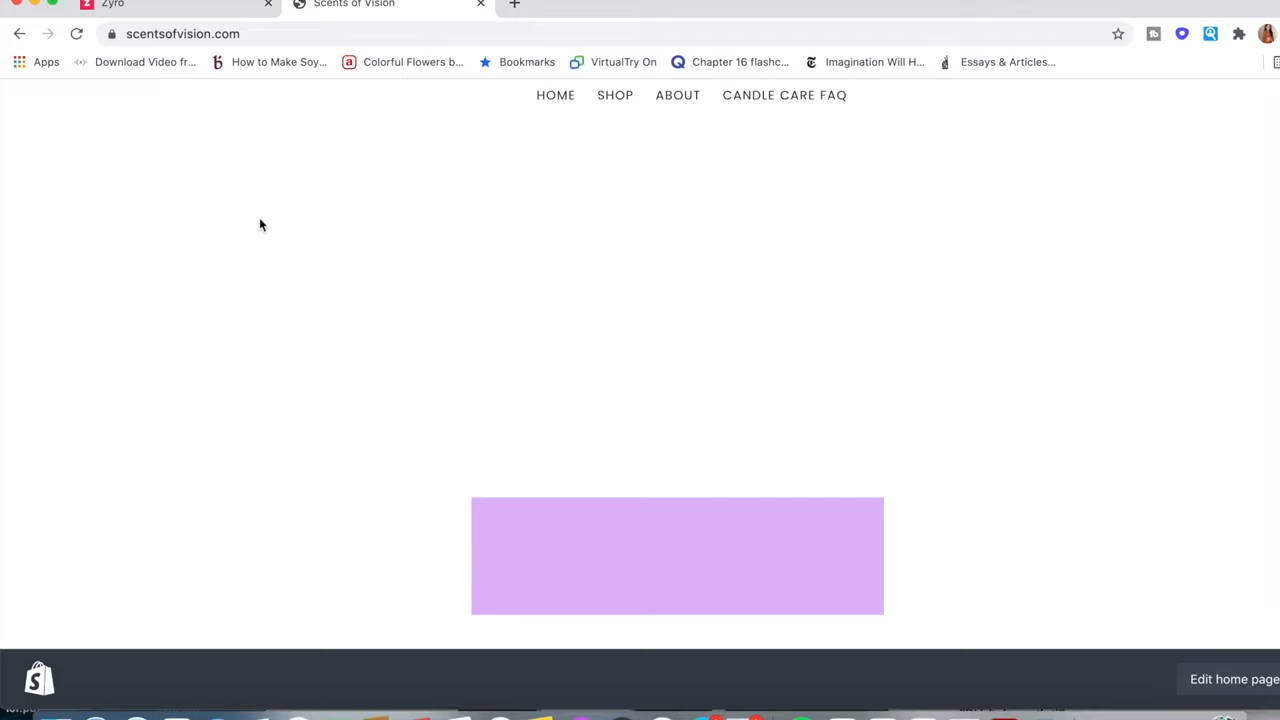 Zyro
Scents of Vision
scentsofvision.com
Apps
Download Video fr...
How to Make Soy...
Colorful Flowers b...
Bookmarks
VirtualTry On
Chapter 16 flashc...
Imagination Will H...
Essays & Articles...
HOME SHOP ABOUT CANDLE CARE FAQ
Edit home page